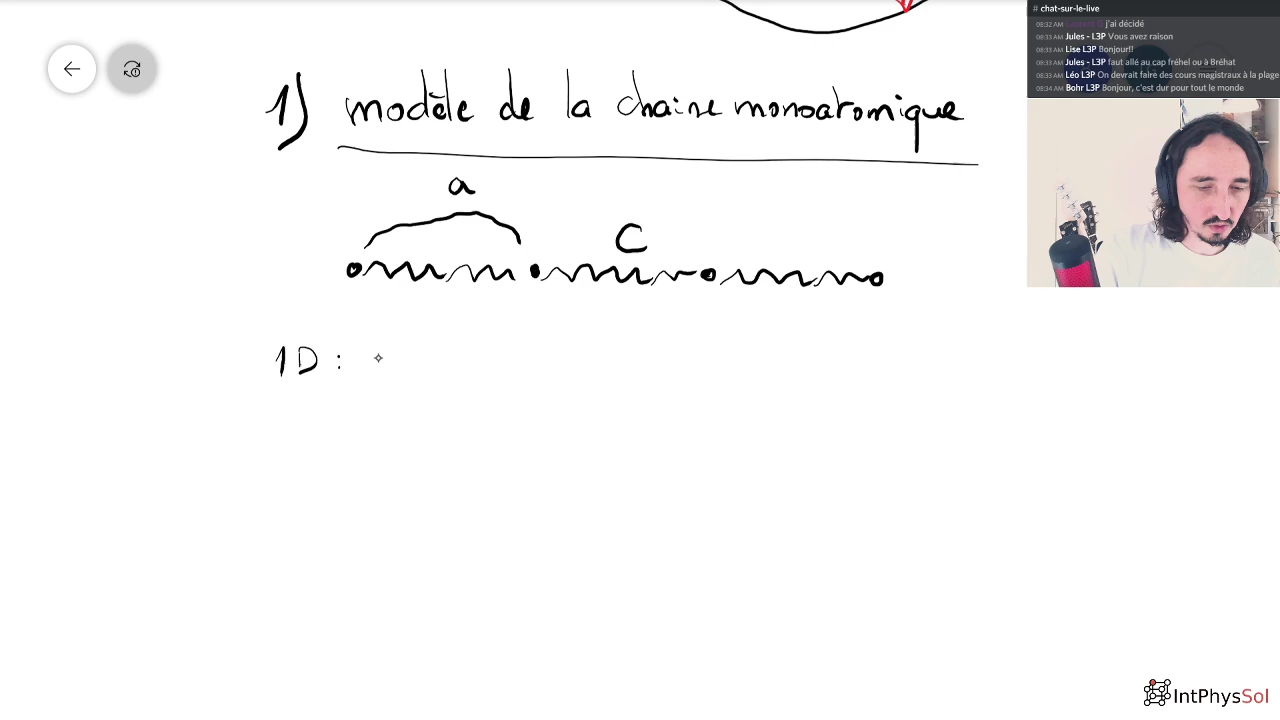 # chat-sur-le-live
08:32 AM Laurent G j'ai décidé
08:33 AM Jules - L3P Vous avez raison
08:33 AM Lise L3P Bonjour!!
08:33 AM Jules - L3P faut allé au cap fréhel ou à Bréhat
08:33 AM Léo L3P On devrait faire des cours magistraux à la plage
08:34 AM Bohr L3P Bonjour, c'est dur pour tout le monde
1) modèle de la chaine monoatomique
a
C
1D :
IntPhysSol